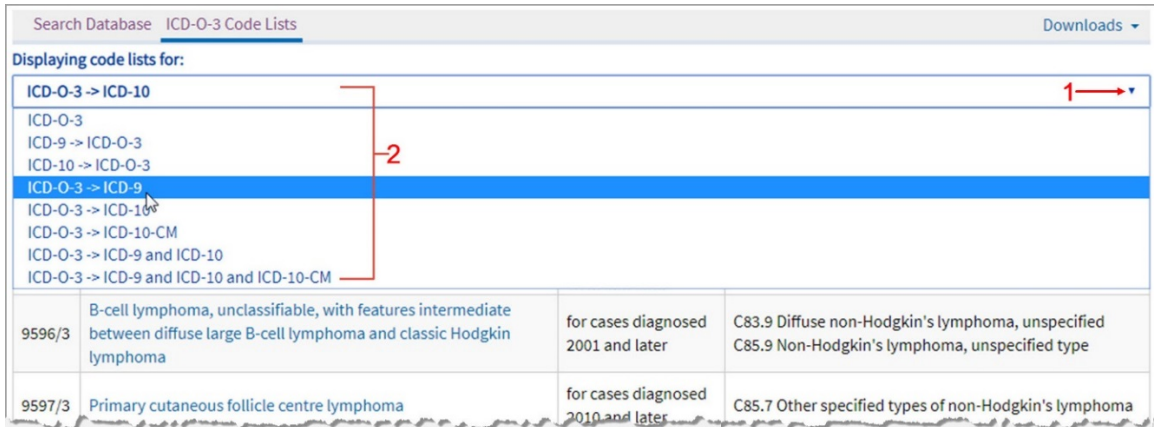 Search Database ICD-O-3 Code Lists Downloads
Displaying code lists for:
ICD-O-3 -> ICD-10 1
ICD-O-3
ICD-9 -> ICD-O-3
ICD-10 -> ICD-O-3 2
ICD-O-3 -> ICD-9
ICD-O-3 -> ICD-10
ICD-O-3 -> ICD-10-CM
ICD-O-3 -> ICD-9 and ICD-10
ICD-O-3 -> ICD-9 and ICD-10 and ICD-10-CM
9596/3
B-cell lymphoma, unclassifiable, with features intermediate
between diffuse large B-cell lymphoma and classic Hodgkin
lymphoma
for cases diagnosed
2001 and later
C83.9 Diffuse non-Hodgkin's lymphoma, unspecified
C85.9 Non-Hodgkin's lymphoma, unspecified type
9597/3
Primary cutaneous follicle centre lymphoma
for cases diagnosed
2010 and later
C85.7 Other specified types of non-Hodgkin's lymphoma